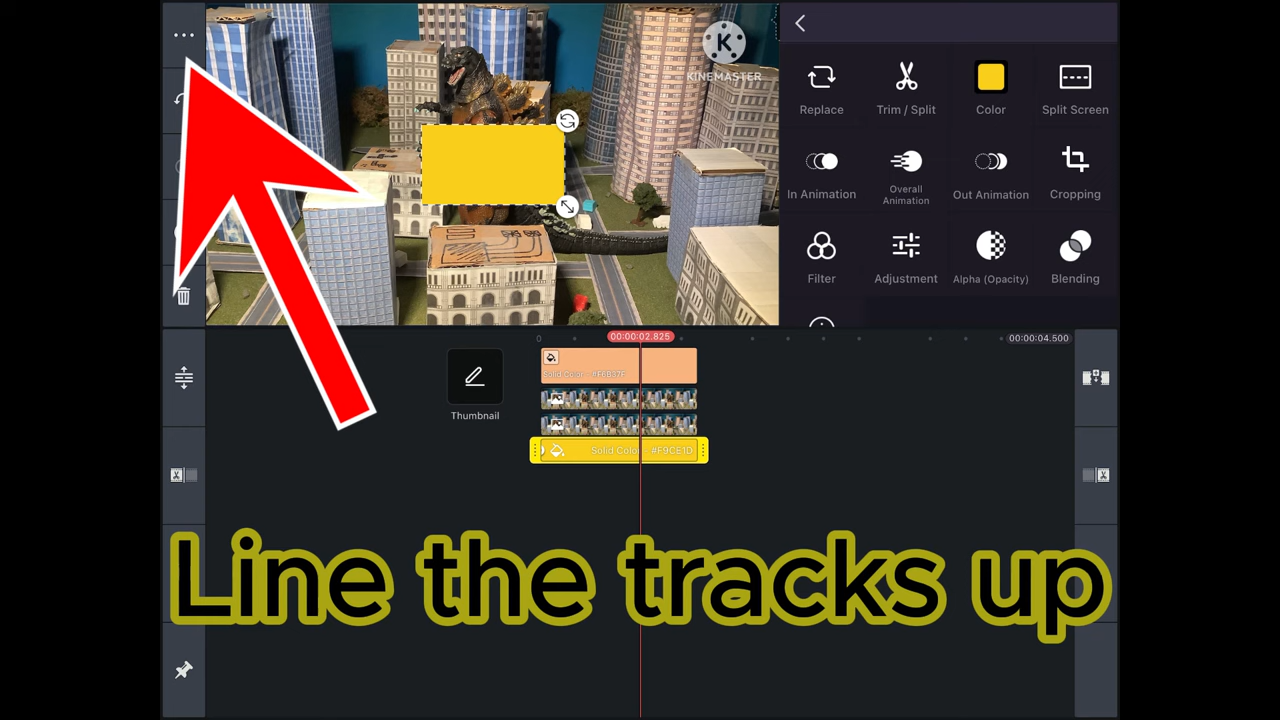 K
KINEMASTER
Replace
Trim / Split
Color
Split Screen
In Animation
Overall
Animation
Out Animation
Cropping
Filter
Adjustment
Alpha (Opacity)
Blending
0
00:00:02.825
00:00:04.500
Thumbnail
Solid Color - #F6B37F
Solid Color - #F9CE1D
Line the tracks up